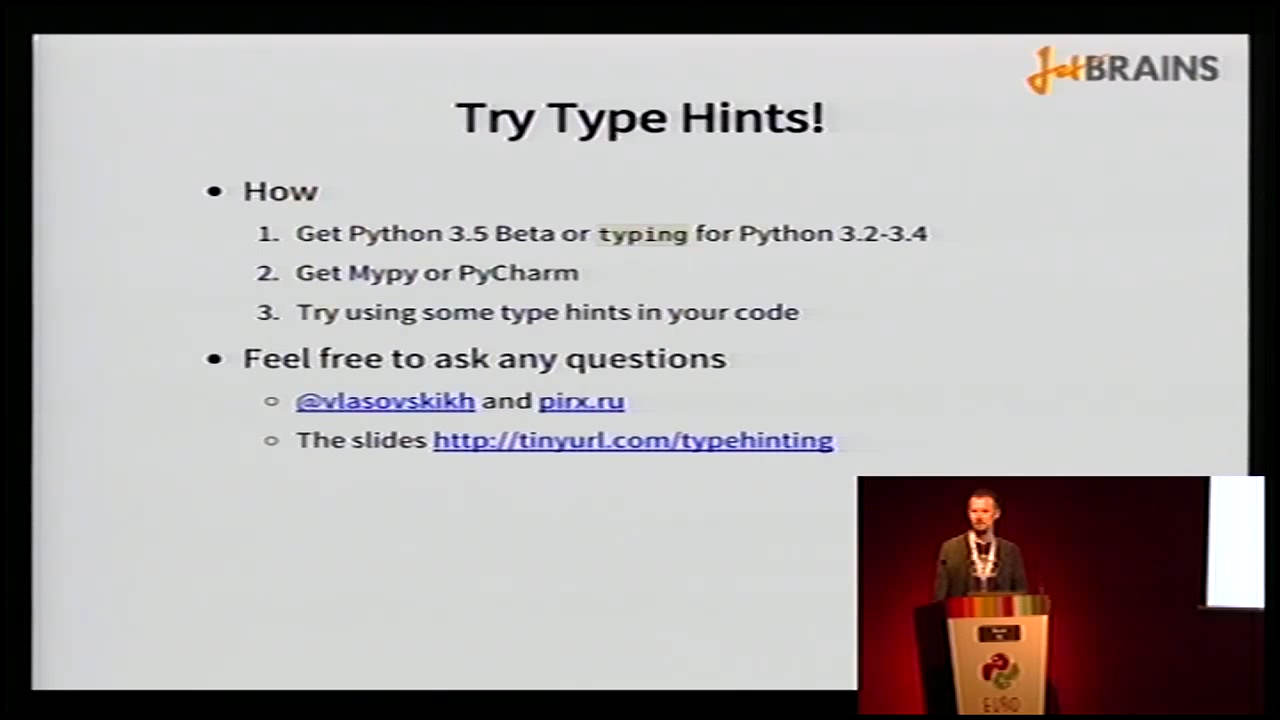 JetBRAINS
Try Type Hints!
• How
1. Get Python 3.5 Beta or typing for Python 3.2-3.4
2. Get Mypy or PyCharm
3. Try using some type hints in your code
• Feel free to ask any questions
○ @vlasovskikh and pirx.ru
○ The slides http://tinyurl.com/typehinting
EURO